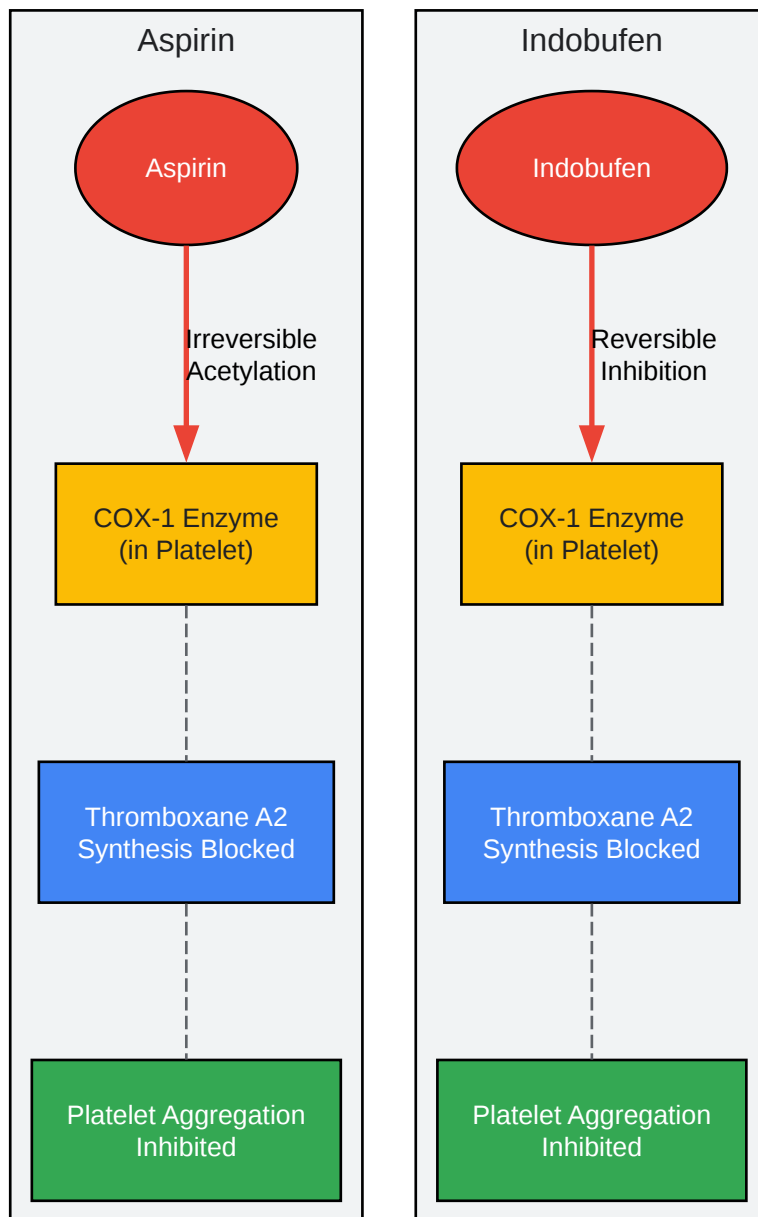 Aspirin
Aspirin
Irreversible
Acetylation
COX-1 Enzyme
(in Platelet)
Thromboxane A2
Synthesis Blocked
Platelet Aggregation
Inhibited
Indobufen
Indobufen
Reversible
Inhibition
COX-1 Enzyme
(in Platelet)
Thromboxane A2
Synthesis Blocked
Platelet Aggregation
Inhibited